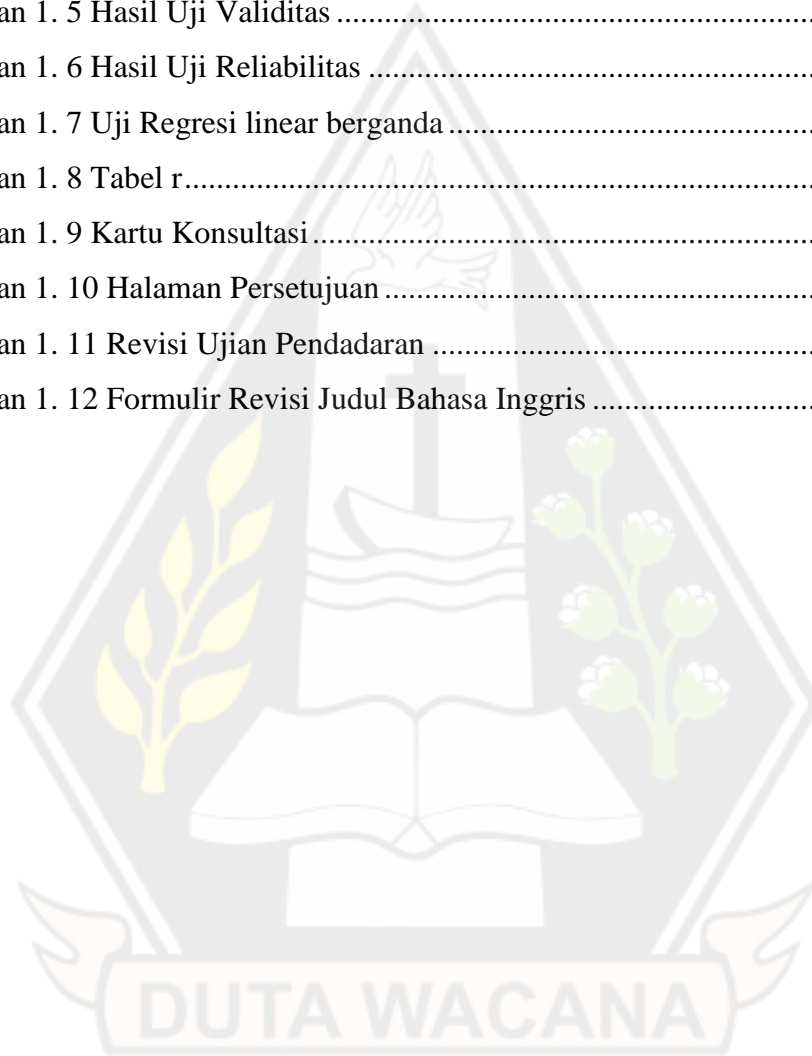 an 1. 5 Hasil Uji Validitas ................................................................
an 1. 6 Hasil Uji Reliabilitas ............................................................
an 1. 7 Uji Regresi linear berganda ..................................................
an 1. 8 Tabel r...................................................................................
an 1. 9 Kartu Konsultasi...................................................................
an 1. 10 Halaman Persetujuan ..........................................................
an 1. 11 Revisi Ujian Pendadaran ....................................................
an 1. 12 Formulir Revisi Judul Bahasa Inggris ................................
DUTA WACANA